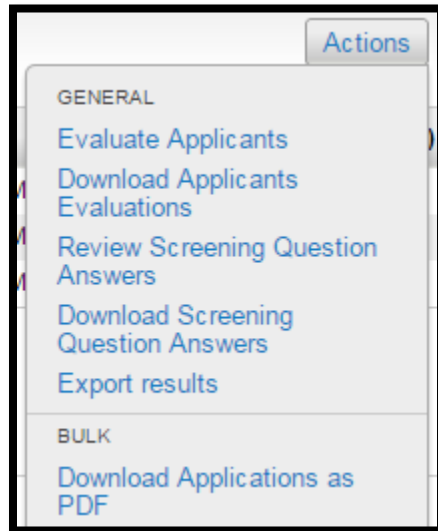 Actions
GENERAL
Evaluate Applicants
)
Download Applicants
Evaluations
Review Screening Question
Answers
Download Screening
Question Answers
Export results
BULK
Download Applications as
PDF